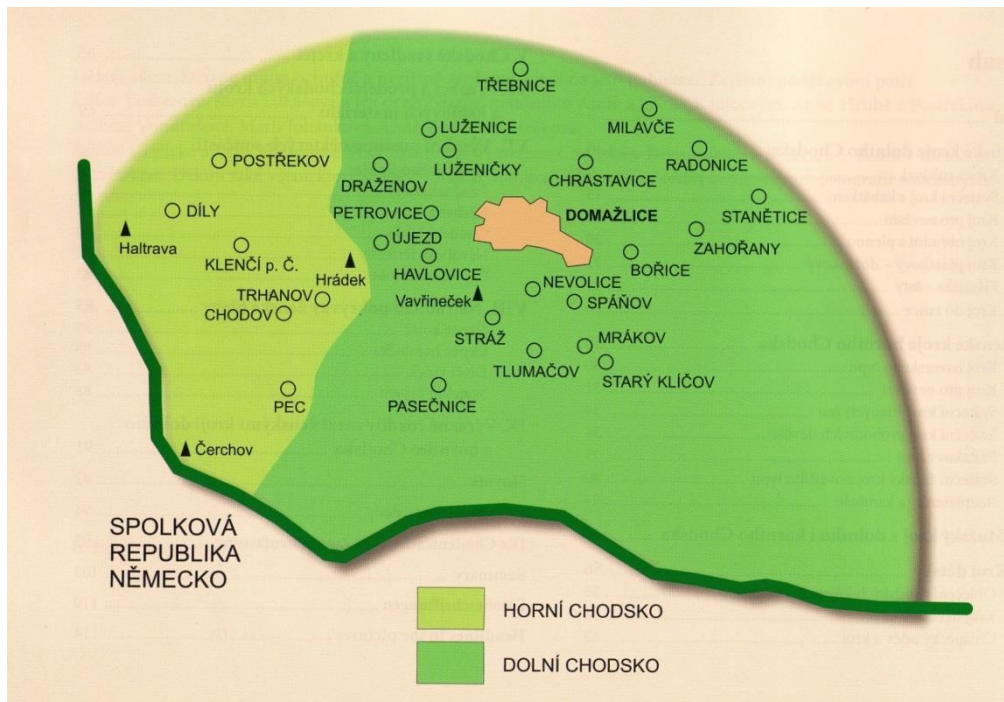 TŘEBNICE
MILAVČE
LUŽENICE
LUŽENIČKY
RADONICE
POSTŘEKOV
CHRASTAVICE
DRAŽENOV
STANĚTICE
DÍLY
PETROVICE
DOMAŽLICE
ZAHOŘANY
Haltrava
ÚJEZD
KLENČÍ p. Č.
HAVLOVICE
BOŘICE
Hrádek
NEVOLICE
TRHANOV
Vavřineček
SPÁŇOV
CHODOV
STRÁŽ
MRÁKOV
TLUMAČOV
STARÝ KLÍČOV
PEC
PASEČNICE
Čerchov
SPOLKOVÁ
REPUBLIKA
NĚMECKO
HORNÍ CHODSKO
DOLNÍ CHODSKO